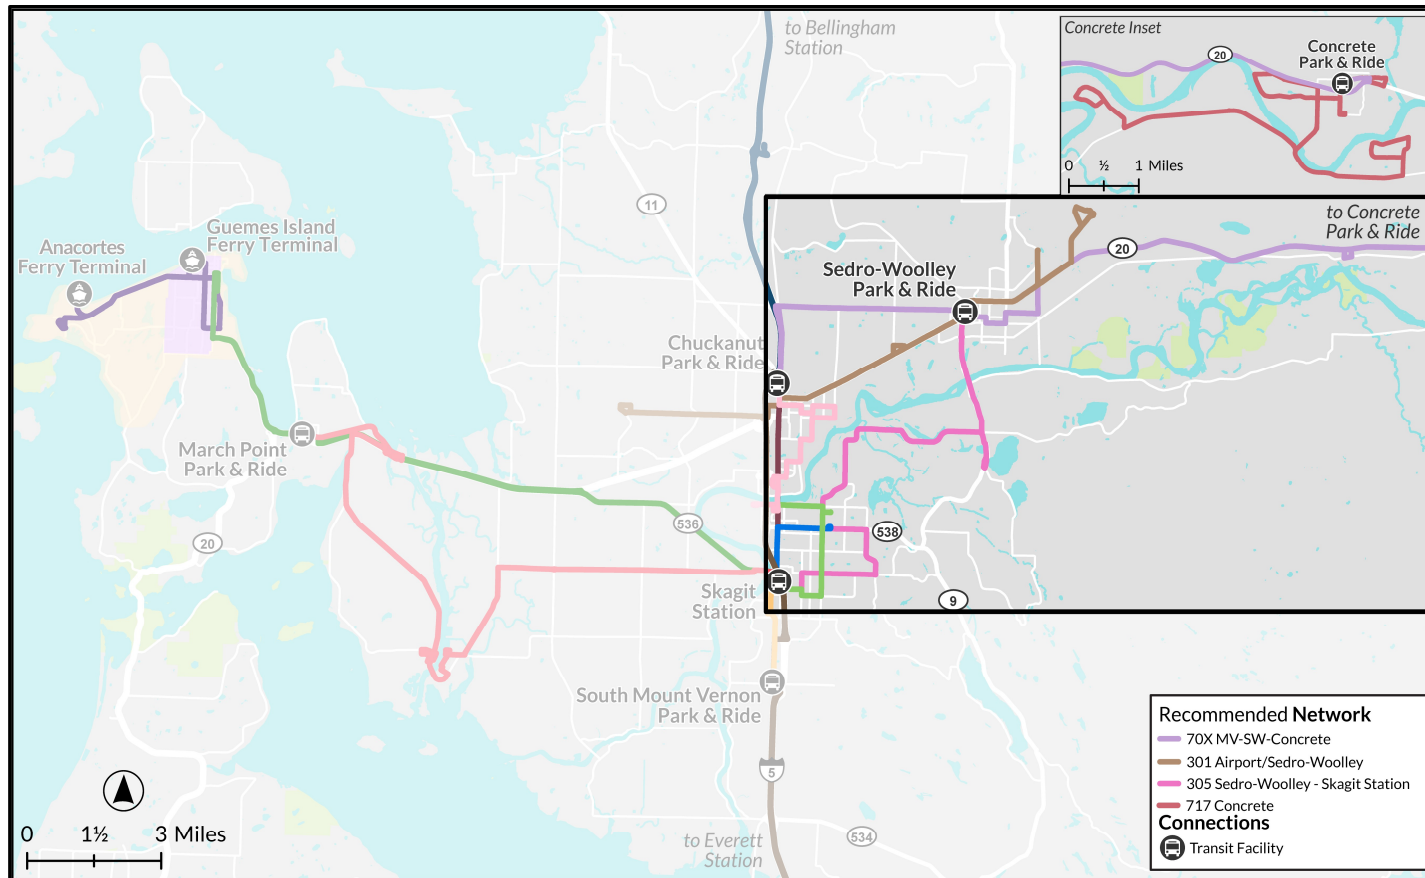 to Bellingham
Station
Concrete Inset
20
Concrete
Park & Ride
0 ½ 1 Miles
11
to Concrete
Park & Ride
20
Guemes Island
Ferry Terminal
Anacortes
Ferry Terminal
Sedro-Woolley
Park & Ride
Chuckanut
Park & Ride
March Point
Park & Ride
536
538
20
Skagit
Station
9
South Mount Vernon
Park & Ride
5
Recommended Network
70X MV-SW-Concrete
301 Airport/Sedro-Woolley
305 Sedro-Woolley - Skagit Station
717 Concrete
Connections
Transit Facility
0 1½ 3 Miles
to Everett
Station
534